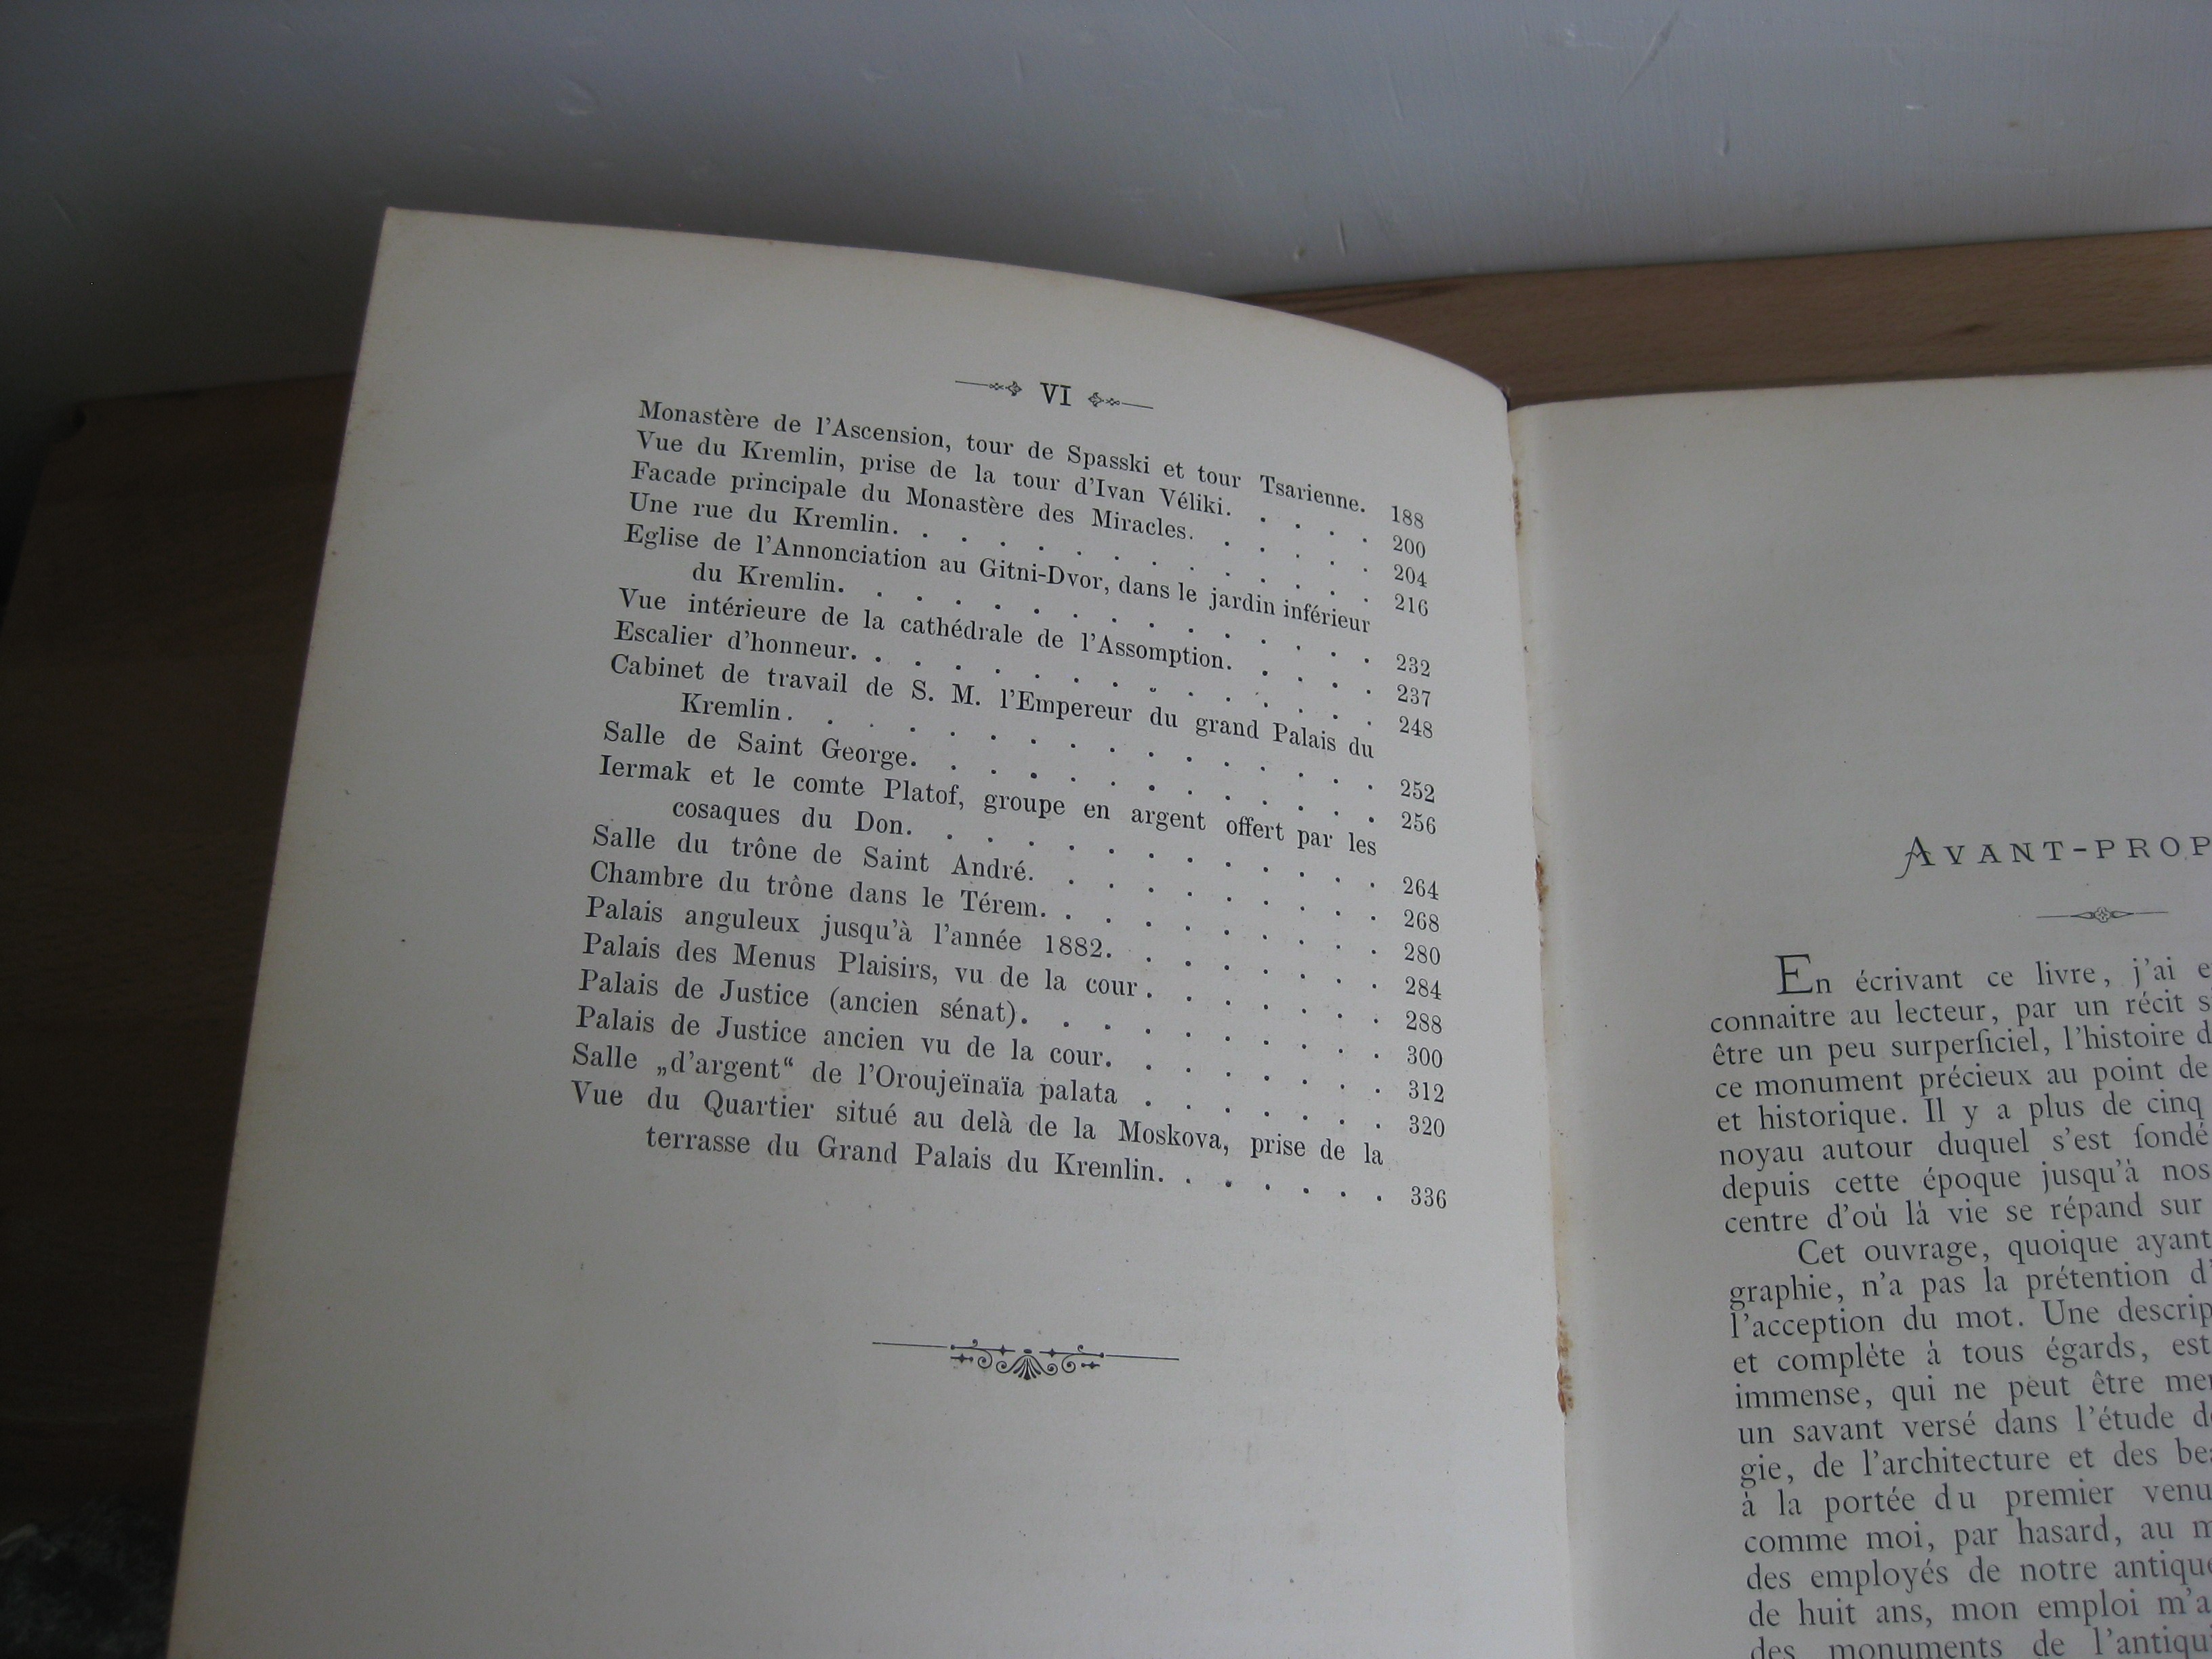 VI
Monastère de l'Ascension, tour de Spasski et tour Tsarienne. 188
Vue du Kremlin, prise de la tour d'Ivan Véliki. . . . . 200
Facade principale du Monastère des Miracles. . . . . . 204
Une rue du Kremlin. . . . . . . . . . . . . . 216
Eglise de l'Annonciation au Gitni-Dvor, dans le jardin inférieur
du Kremlin. . . . . . . . . . . . . . . 232
Vue intérieure de la cathédrale de l'Assomption. . . . . 237
Escalier d'honneur. . . . . . . . . . . . . . . 248
Cabinet de travail de S. M. l'Empereur du grand Palais du
Kremlin. . . . . . . . . . . . . . . . 252
Salle de Saint George. . . . . . . . . . . . . 256
Iermak et le comte Platof, groupe en argent offert par les
cosaques du Don. . . . . . . . . . . . . 264
Salle du trône de Saint André. . . . . . . . . . 268
Chambre du trône dans le Térem. . . . . . . . . . 280
Palais anguleux jusqu'à l'année 1882. . . . . . . . 284
Palais des Menus Plaisirs, vu de la cour . . . . . . . 288
Palais de Justice (ancien sénat). . . . . . . . . . 300
Palais de Justice ancien vu de la cour. . . . . . . . 312
Salle „d'argent“ de l'Oroujeïnaïa palata . . . . . . . 320
Vue du Quartier situé au delà de la Moskova, prise de la
terrasse du Grand Palais du Kremlin. . . . . . . 336
AVANT-PROP
En écrivant ce livre, j'ai e
connaitre au lecteur, par un récit s
être un peu surperficiel, l'histoire d
ce monument précieux au point de
et historique. Il y a plus de cinq
noyau autour duquel s'est fondé
depuis cette époque jusqu'à nos
centre d'où là vie se répand sur
Cet ouvrage, quoique ayant
graphie, n'a pas la prétention d'
l'acception du mot. Une descrip
et complète à tous égards, est
immense, qui ne peut être me
un savant versé dans l'étude d
gie, de l'architecture et des bea
à la portée du premier venu
comme moi, par hasard, au m
des employés de notre antique
de huit ans, mon emploi m'a
des monuments de l'antiqui